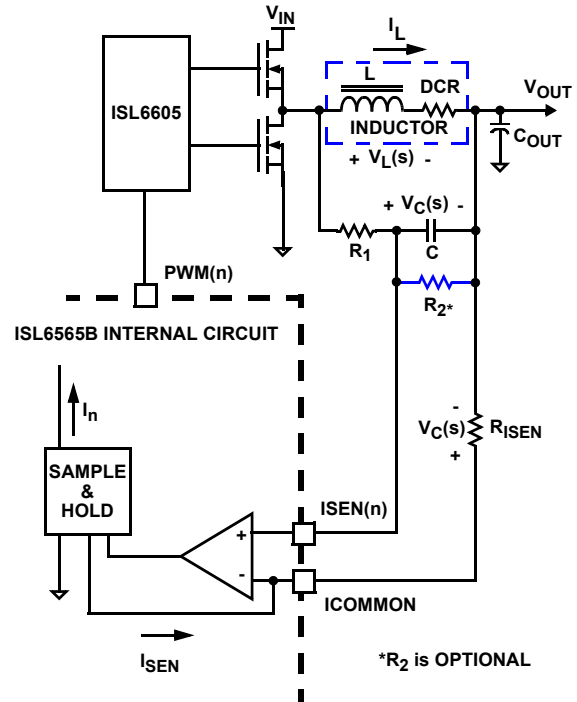 V_IN
I_L
ISL6605
L
DCR
V_OUT
INDUCTOR
C_OUT
+ V_L(s) -
+ V_C(s) -
R_1
C
R_2*
PWM(n)
ISL6565B INTERNAL CIRCUIT
I_n
-
V_C(s)
+
R_ISEN
SAMPLE
&
HOLD
ISEN(n)
+
-
ICOMMON
I_SEN
*R_2 is OPTIONAL